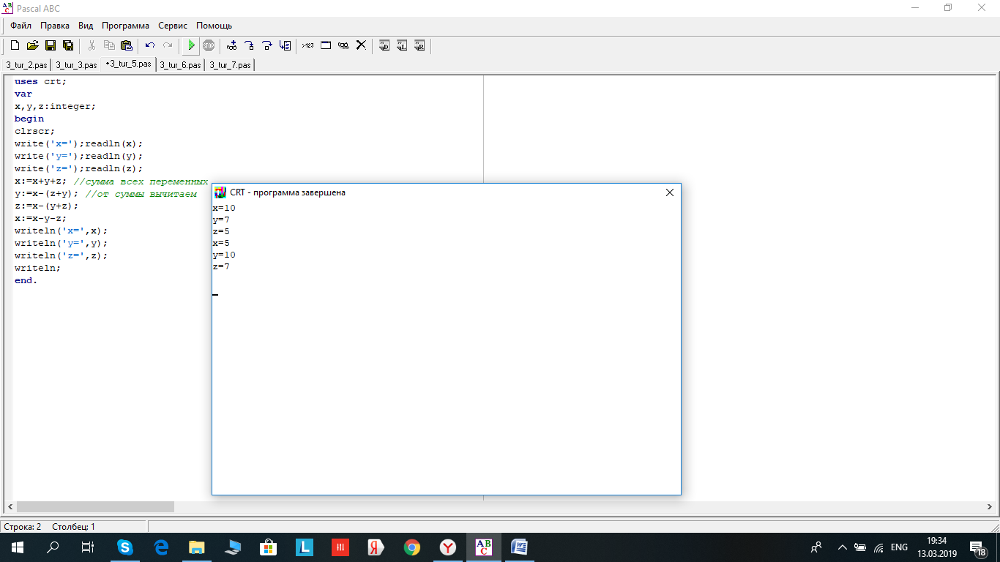 Pascal ABC
Файл Правка Вид Программа Сервис Помощь
3_tur_2.pas 3_tur_3.pas •3_tur_5.pas 3_tur_6.pas 3_tur_7.pas
uses crt;
var
x,y,z:integer;
begin
clrscr;
write('x=');readln(x);
write('y=');readln(y);
write('z=');readln(z);
x:=x+y+z; //сумма всех переменных
y:=x-(z+y); //от суммы вычитаем
z:=x-(y+z);
x:=x-y-z;
writeln('x=',x);
writeln('y=',y);
writeln('z=',z);
writeln;
end.
CRT - программа завершена
x=10
y=7
z=5
x=5
y=10
z=7
Строка: 2 Столбец: 1
ENG
19:34
13.03.2019
18